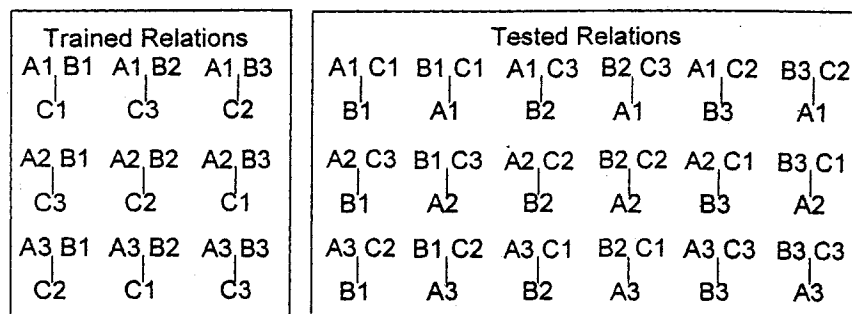 Trained Relations
A1 B1 A1 B2 A1 B3
C1 C3 C2
A2 B1 A2 B2 A2 B3
C3 C2 C1
A3 B1 A3 B2 A3 B3
C2 C1 C3
Tested Relations
A1 C1 B1 C1 A1 C3 B2 C3 A1 C2 B3 C2
B1 A1 B2 A1 B3 A1
A2 C3 B1 C3 A2 C2 B2 C2 A2 C1 B3 C1
B1 A2 B2 A2 B3 A2
A3 C2 B1 C2 A3 C1 B2 C1 A3 C3 B3 C3
B1 A3 B2 A3 B3 A3